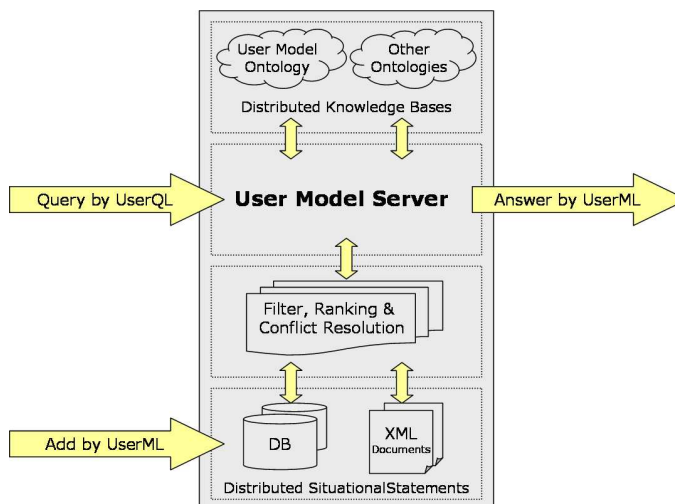 User Model
Ontology
Other
Ontologies
Distributed Knowledge Bases
Query by UserQL
User Model Server
Answer by UserML
Filter, Ranking &
Conflict Resolution
Add by UserML
DB
XML
Documents
Distributed SituationalStatements